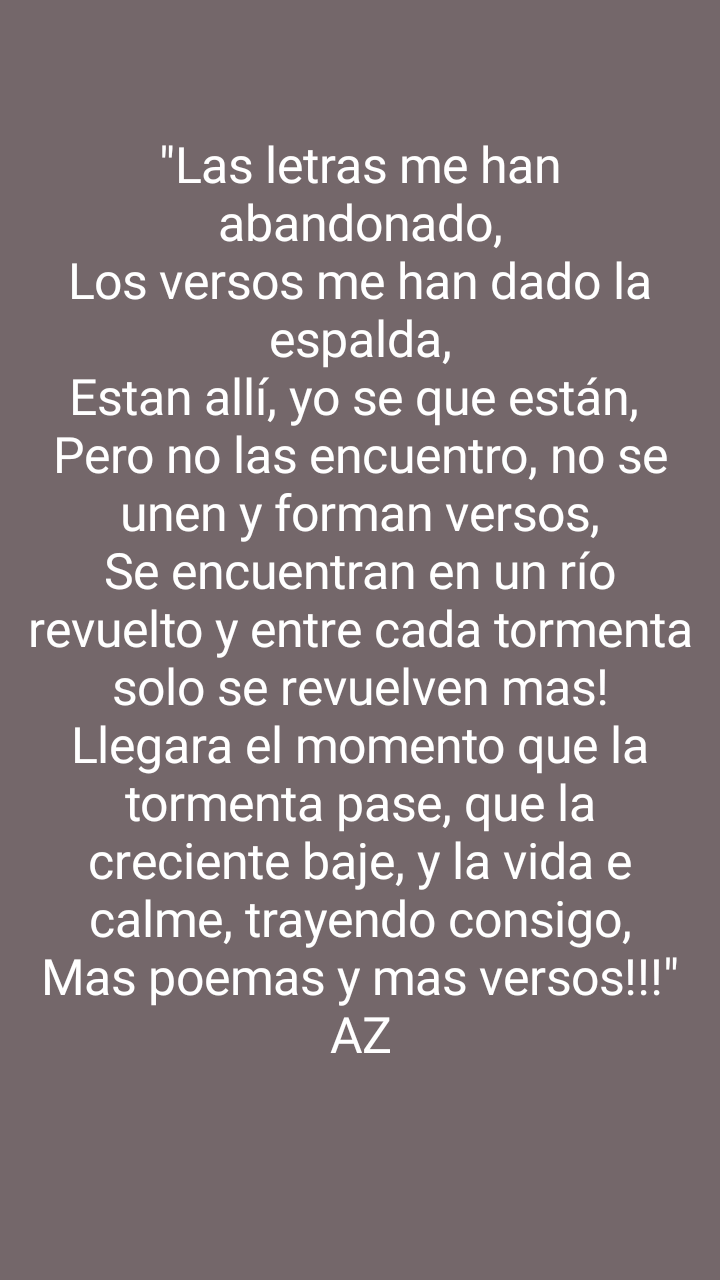 "Las letras me han
abandonado,
Los versos me han dado la
espalda,
Estan allí, yo se que están,
Pero no las encuentro, no se
unen y forman versos,
Se encuentran en un río
revuelto y entre cada tormenta
solo se revuelven mas!
Llegara el momento que la
tormenta pase, que la
creciente baje, y la vida e
calme, trayendo consigo,
Mas poemas y mas versos!!!"
AZ